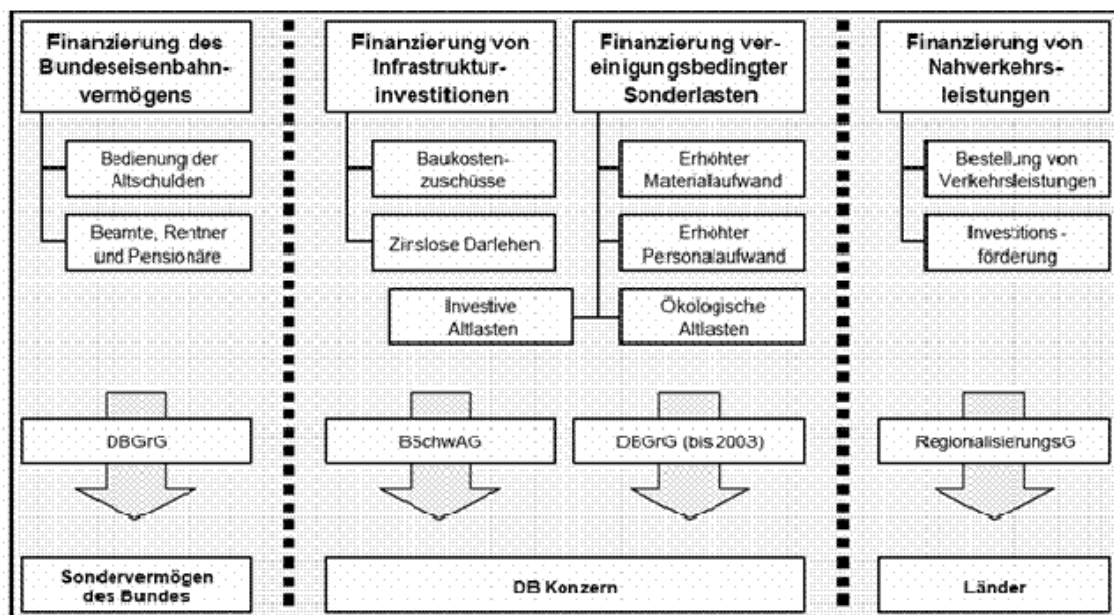 Finanzierung des
Bundeseisenbahn-
vermögens
Finanzierung von
Infrastruktur-
investitionen
Finanzierung ver-
einigungsbedingter
Sonderlasten
Finanzierung von
Nahverkehrs-
leistungen
Bedienung der
Altschulden
Baukosten-
zuschüsse
Erhöhter
Materialaufwand
Bestellung von
Verkehrsleistungen
Beamte, Rentner
und Pensionäre
Zinslose Darlehen
Erhöhter
Personalaufwand
Investitions-
förderung
Investive
Altlasten
Ökologische
Altlasten
DBGrG
BSchwAG
DBGrG (bis 2003)
RegionalisierungsG
Sondervermögen
des Bundes
DB Konzern
Länder